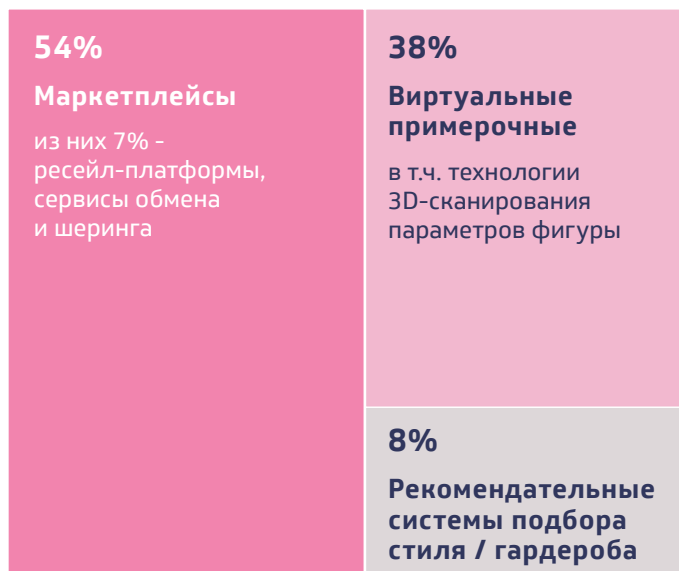 54%
Маркетплейсы
из них 7% -
ресейл-платформы,
сервисы обмена
и шеринга
38%
Виртуальные
примерочные
в т.ч. технологии
3D-сканирования
параметров фигуры
8%
Рекомендательные
системы подбора
стиля / гардероба